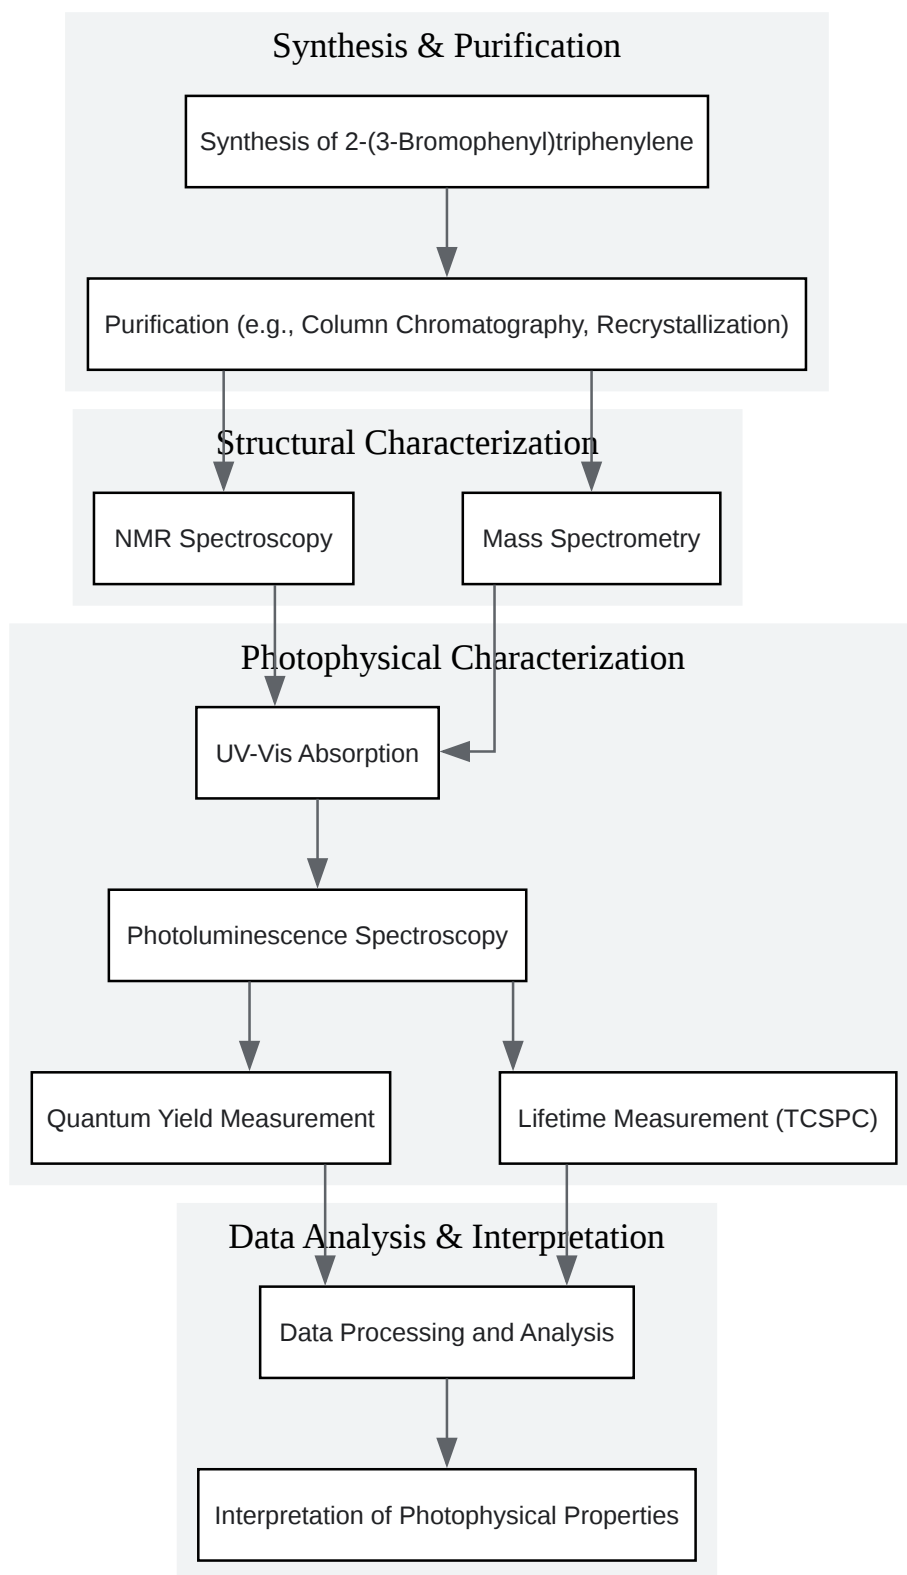 Synthesis & Purification
Synthesis of 2-(3-Bromophenyl)triphenylene
Purification (e.g., Column Chromatography, Recrystallization)
Structural Characterization
NMR Spectroscopy
Mass Spectrometry
Photophysical Characterization
UV-Vis Absorption
Photoluminescence Spectroscopy
Quantum Yield Measurement
Lifetime Measurement (TCSPC)
Data Analysis & Interpretation
Data Processing and Analysis
Interpretation of Photophysical Properties